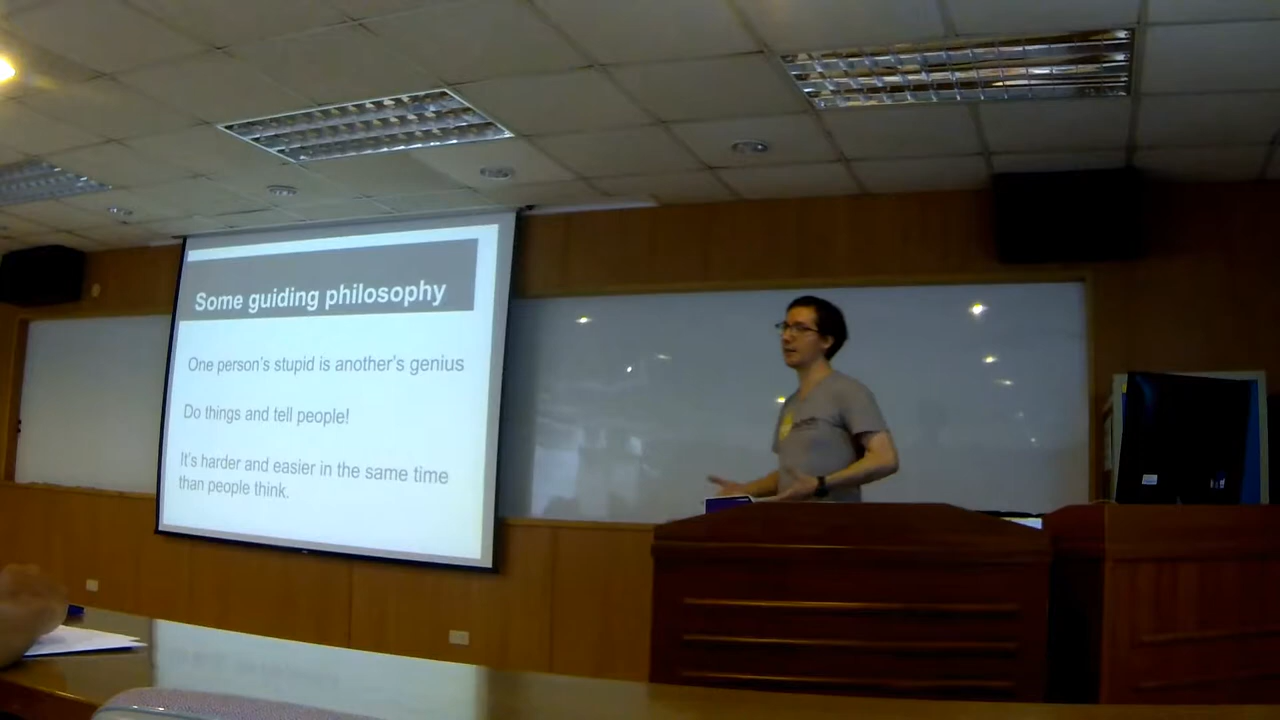 Some guiding philosophy
One person's stupid is another's genius
Do things and tell people!
It's harder and easier in the same time
than people think.